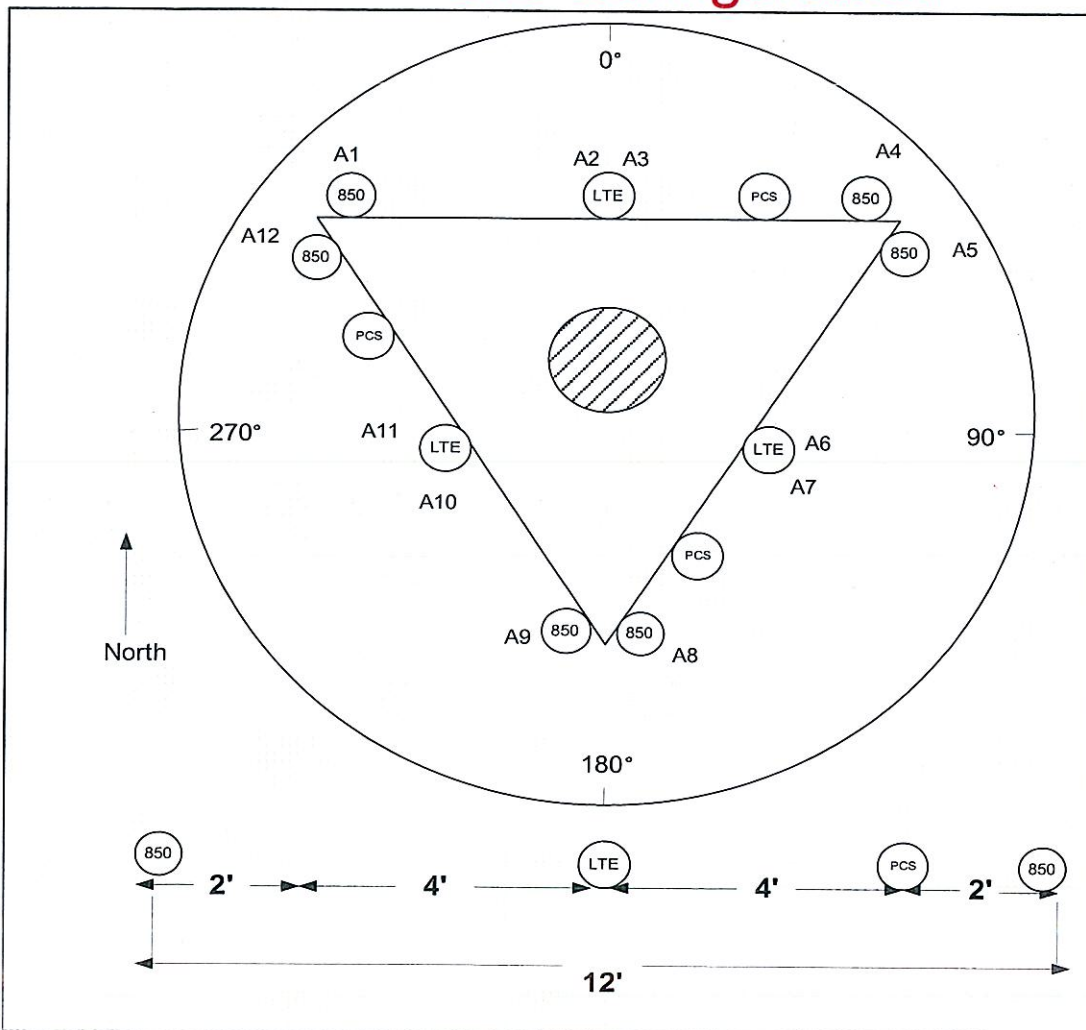 0°
A1
A2 A3
A4
850
LTE
PCS
850
A12
850
850
A5
PCS
270°
90°
A11
LTE
LTE
A6
A10
A7
PCS
North
A9
850
850
A8
180°
850
LTE
PCS
850
2'
4'
4'
2'
12'